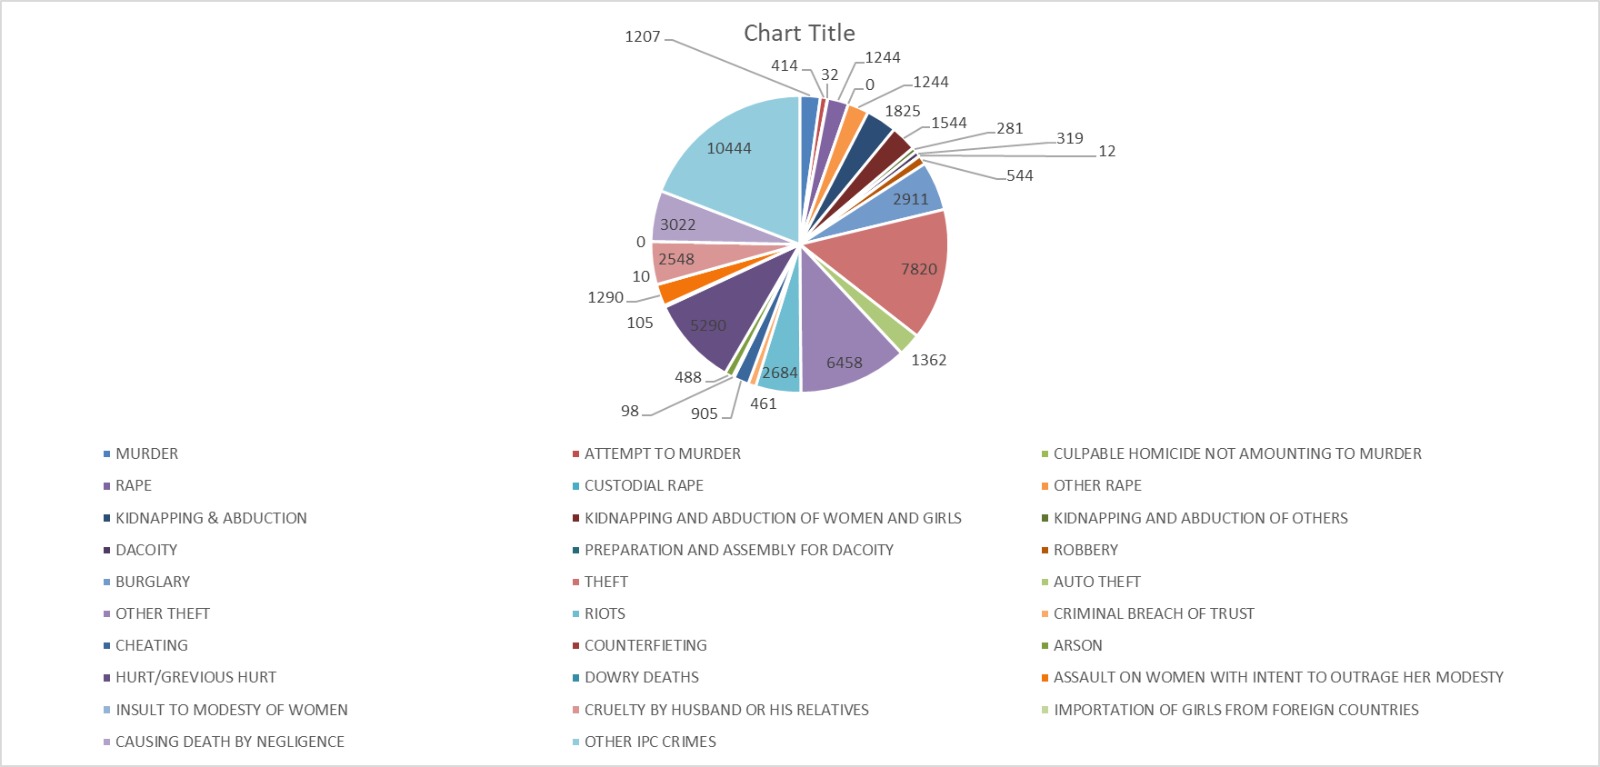 Chart Title
1207
414
32
1244
0
1244
1825
1544
281
319
12
544
2911
7820
1362
6458
2684
461
905
98
488
5290
105
1290
10
2548
0
3022
10444
MURDER
ATTEMPT TO MURDER
CULPABLE HOMICIDE NOT AMOUNTING TO MURDER
RAPE
CUSTODIAL RAPE
OTHER RAPE
KIDNAPPING & ABDUCTION
KIDNAPPING AND ABDUCTION OF WOMEN AND GIRLS
KIDNAPPING AND ABDUCTION OF OTHERS
DACOITY
PREPARATION AND ASSEMBLY FOR DACOITY
ROBBERY
BURGLARY
THEFT
AUTO THEFT
OTHER THEFT
RIOTS
CRIMINAL BREACH OF TRUST
CHEATING
COUNTERFIETING
ARSON
HURT/GREVIOUS HURT
DOWRY DEATHS
ASSAULT ON WOMEN WITH INTENT TO OUTRAGE HER MODESTY
INSULT TO MODESTY OF WOMEN
CRUELTY BY HUSBAND OR HIS RELATIVES
IMPORTATION OF GIRLS FROM FOREIGN COUNTRIES
CAUSING DEATH BY NEGLIGENCE
OTHER IPC CRIMES